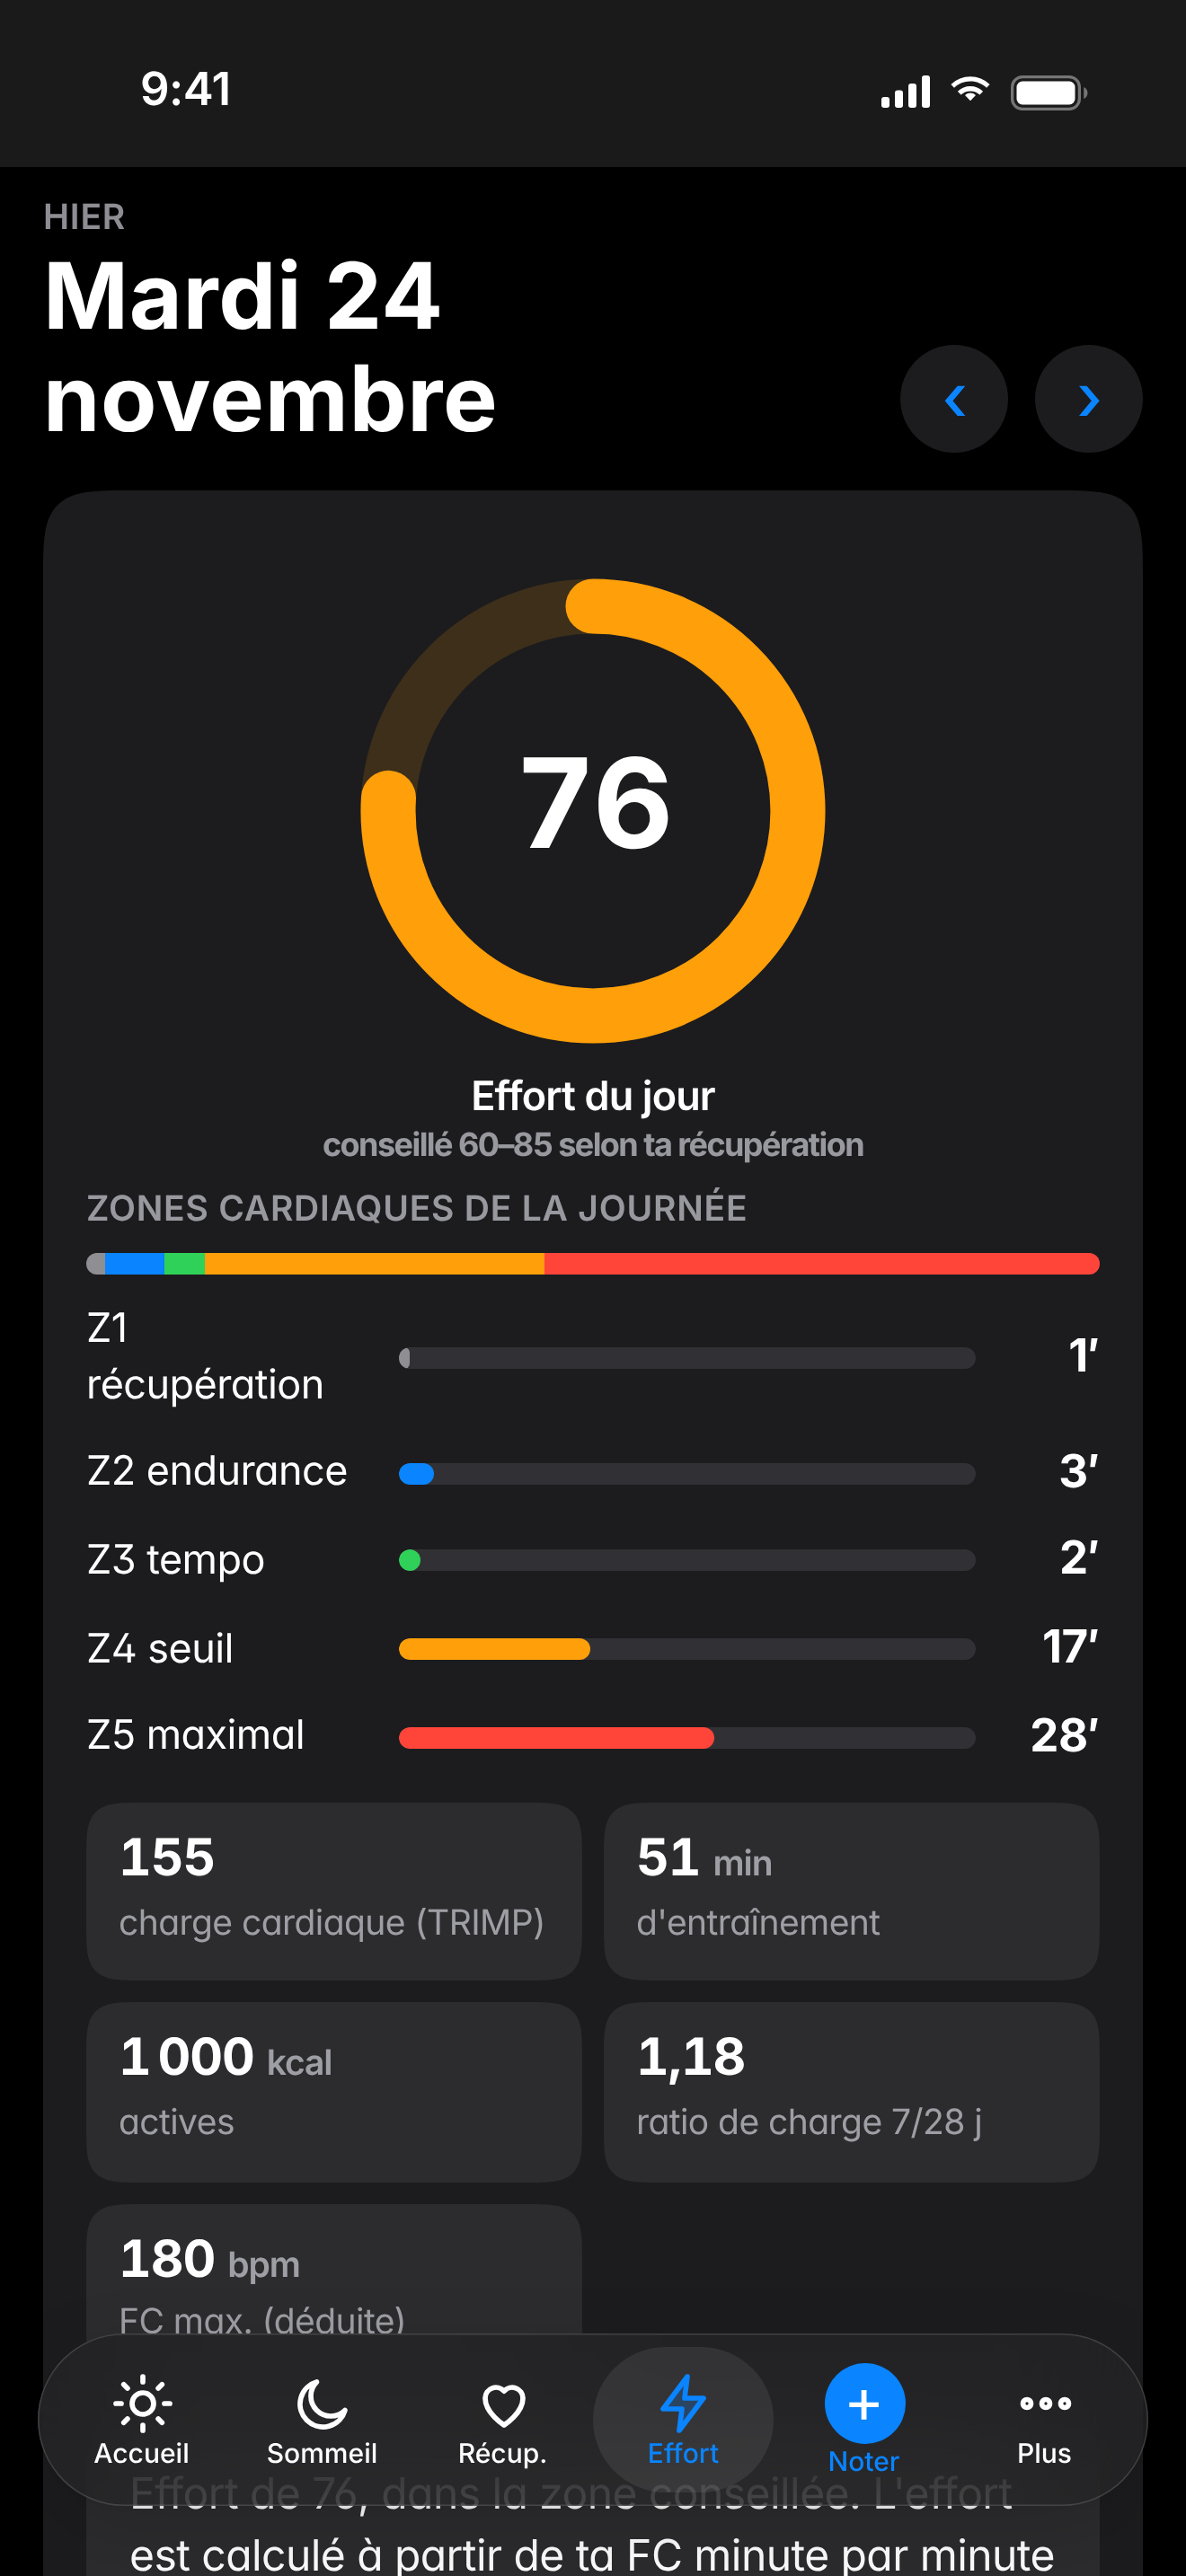 9:41
HIER
Mardi 24
novembre
76
Effort du jour
conseillé 60–85 selon ta récupération
ZONES CARDIAQUES DE LA JOURNÉE
Z1
récupération
1′
Z2 endurance
3′
Z3 tempo
2′
Z4 seuil
17′
Z5 maximal
28′
155
charge cardiaque (TRIMP)
51 min
d'entraînement
1 000 kcal
actives
1,18
ratio de charge 7/28 j
180 bpm
FC max. (déduite)
Accueil
Sommeil
Récup.
Effort
Noter
Plus
Effort de 76, dans la zone conseillée. L'effort
est calculé à partir de ta FC minute par minute